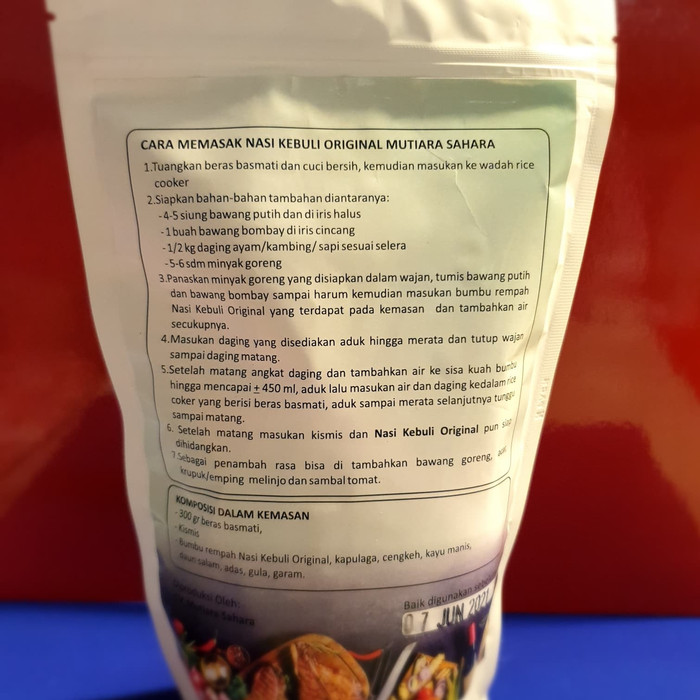 CARA MEMASAK NASI KEBULI ORIGINAL MUTIARA SAHARA
1.Tuangkan beras basmati dan cuci bersih, kemudian masukan ke wadah rice
cooker
2.Siapkan bahan-bahan tambahan diantaranya:
-4-5 siung bawang putih dan di iris halus
-1 buah bawang bombay di iris cincang
-1/2 kg daging ayam/kambing/ sapi sesuai selera
-5-6 sdm minyak goreng
3.Panaskan minyak goreng yang disiapkan dalam wajan, tumis bawang putih
dan bawang bombay sampai harum kemudian masukan bumbu rempah
Nasi Kebuli Original yang terdapat pada kemasan dan tambahkan air
secukupnya.
4.Masukan daging yang disediakan aduk hingga merata dan tutup wajan
sampai daging matang.
5.Setelah matang angkat daging dan tambahkan air ke sisa kuah bumbu
hingga mencapai ± 450 ml, aduk lalu masukan air dan daging kedalam rice
coker yang berisi beras basmati, aduk sampai merata selanjutnya tunggu
sampai matang.
6. Setelah matang masukan kismis dan Nasi Kebuli Original pun siap
dihidangkan.
7.Sebagai penambah rasa bisa di tambahkan bawang goreng,
krupuk/emping melinjo dan sambal tomat.
KOMPOSISI DALAM KEMASAN
- 300 gr beras basmati,
- Kismis
- Bumbu rempah Nasi Kebuli Original, kapulaga, cengkeh, kayu manis,
daun salam, adas, gula, garam.
Diproduksi Oleh:
Mutiara Sahara
Baik digunakan sebelum
07 JUN 2021